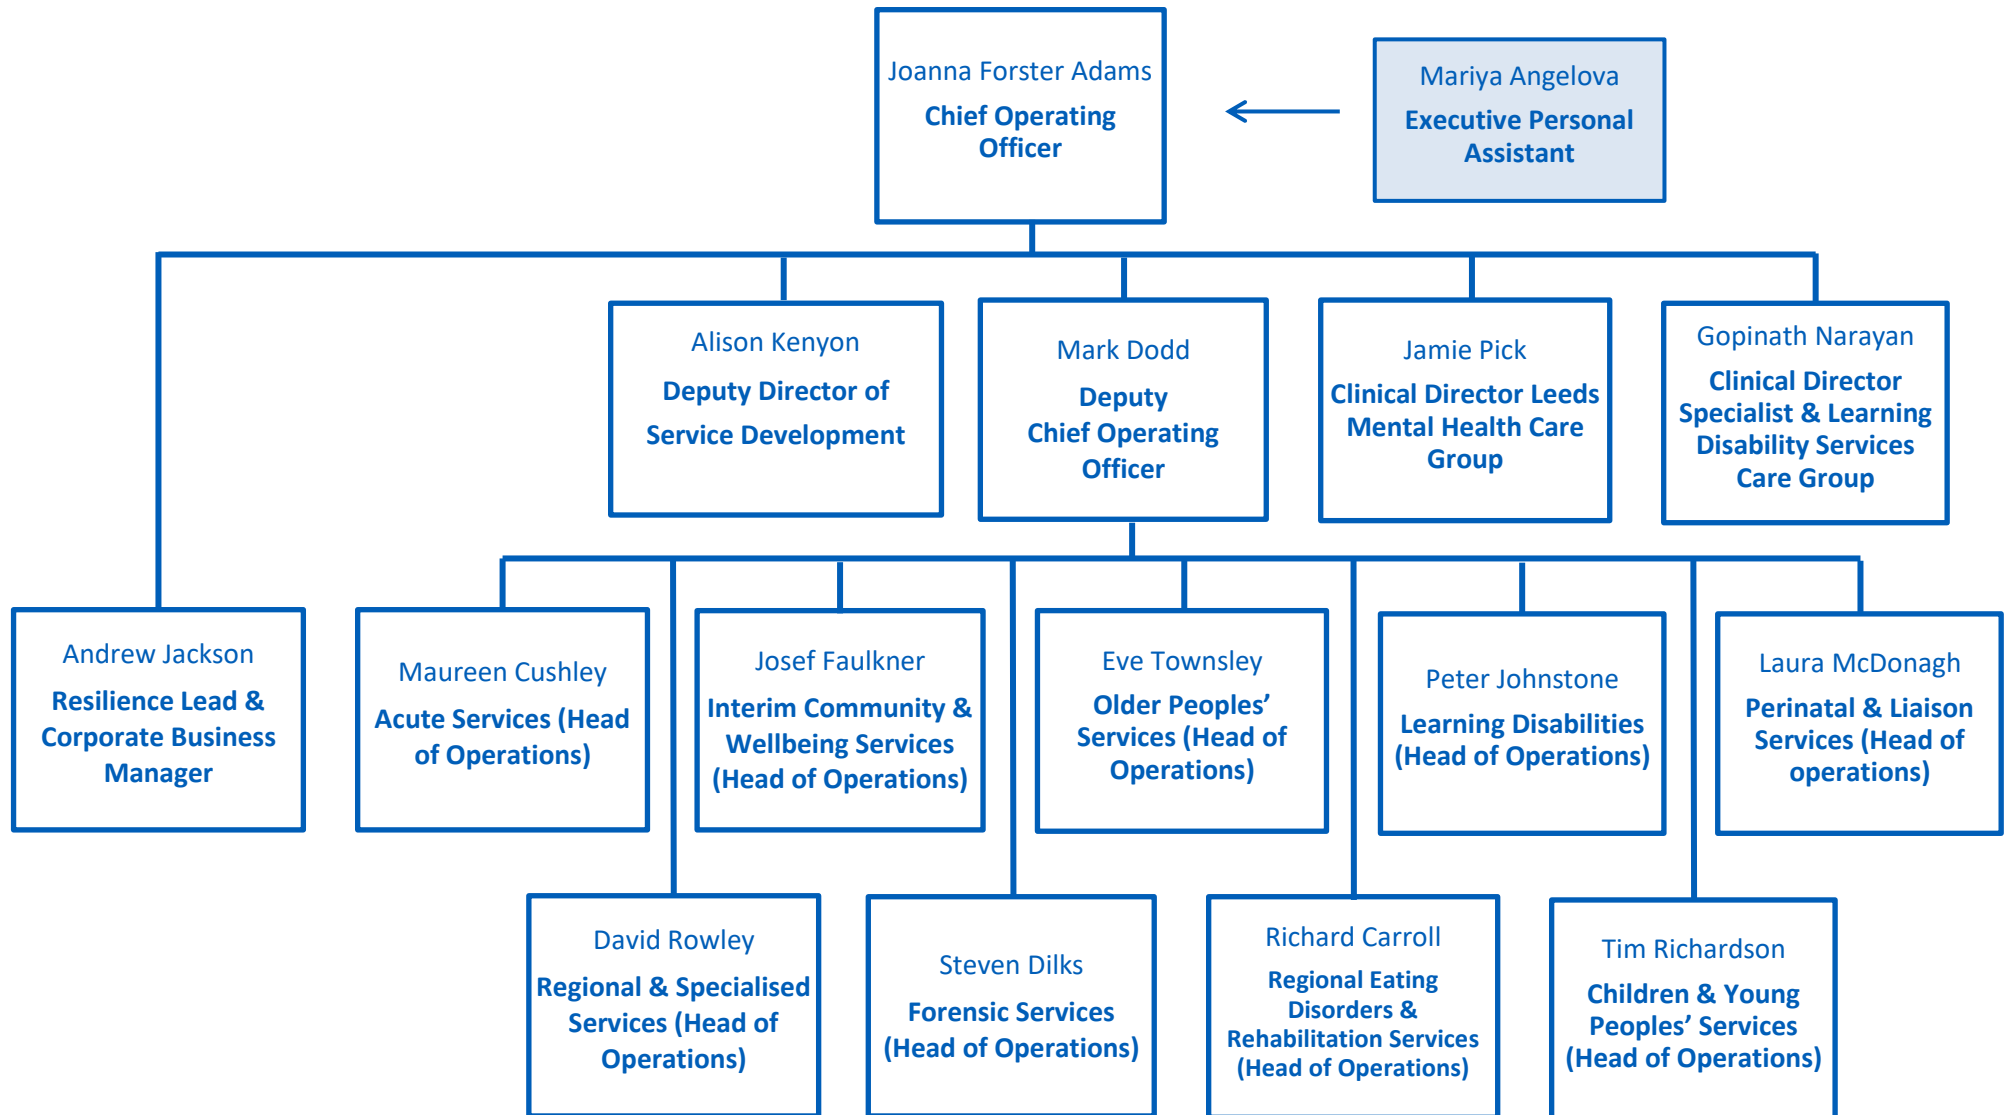 Joanna Forster Adams
Chief Operating
Officer
Mariya Angelova
Executive Personal
Assistant
Alison Kenyon
Deputy Director of
Service Development
Mark Dodd
Deputy
Chief Operating
Officer
Jamie Pick
Clinical Director Leeds
Mental Health Care
Group
Gopinath Narayan
Clinical Director
Specialist & Learning
Disability Services
Care Group
Andrew Jackson
Resilience Lead &
Corporate Business
Manager
Maureen Cushley
Acute Services (Head
of Operations)
Josef Faulkner
Interim Community &
Wellbeing Services
(Head of Operations)
Eve Townsley
Older Peoples’
Services (Head of
Operations)
Peter Johnstone
Learning Disabilities
(Head of Operations)
Laura McDonagh
Perinatal & Liaison
Services (Head of
operations)
David Rowley
Regional & Specialised
Services (Head of
Operations)
Steven Dilks
Forensic Services
(Head of Operations)
Richard Carroll
Regional Eating
Disorders &
Rehabilitation Services
(Head of Operations)
Tim Richardson
Children & Young
Peoples’ Services
(Head of Operations)